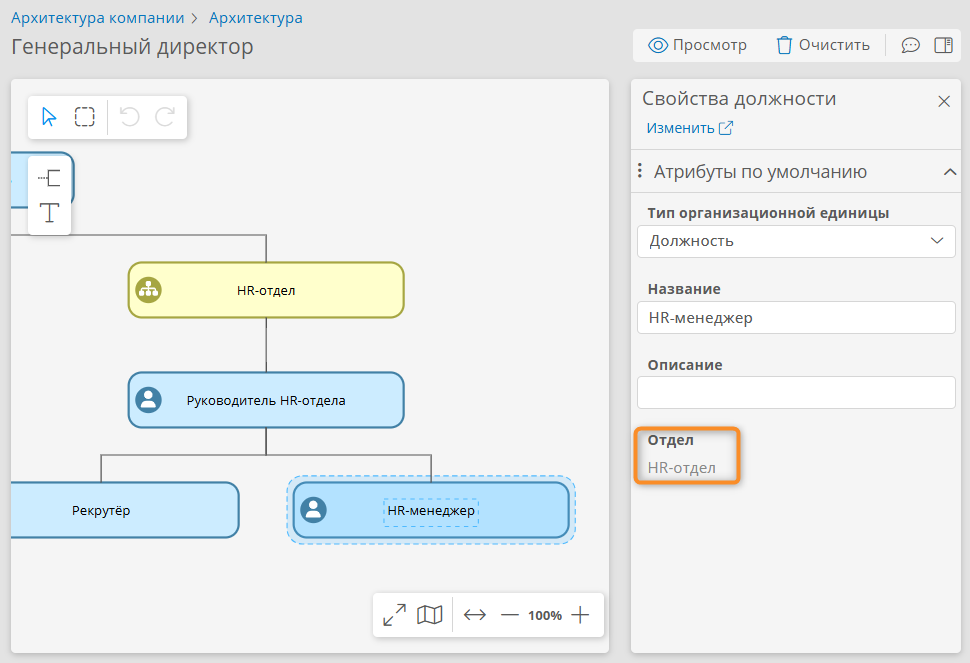 Архитектура компании > Архитектура
Генеральный директор
Просмотр
Очистить
HR-отдел
Руководитель HR-отдела
Рекрутёр
HR-менеджер
100%
Свойства должности
Изменить
Атрибуты по умолчанию
Тип организационной единицы
Должность
Название
HR-менеджер
Описание
Отдел
HR-отдел